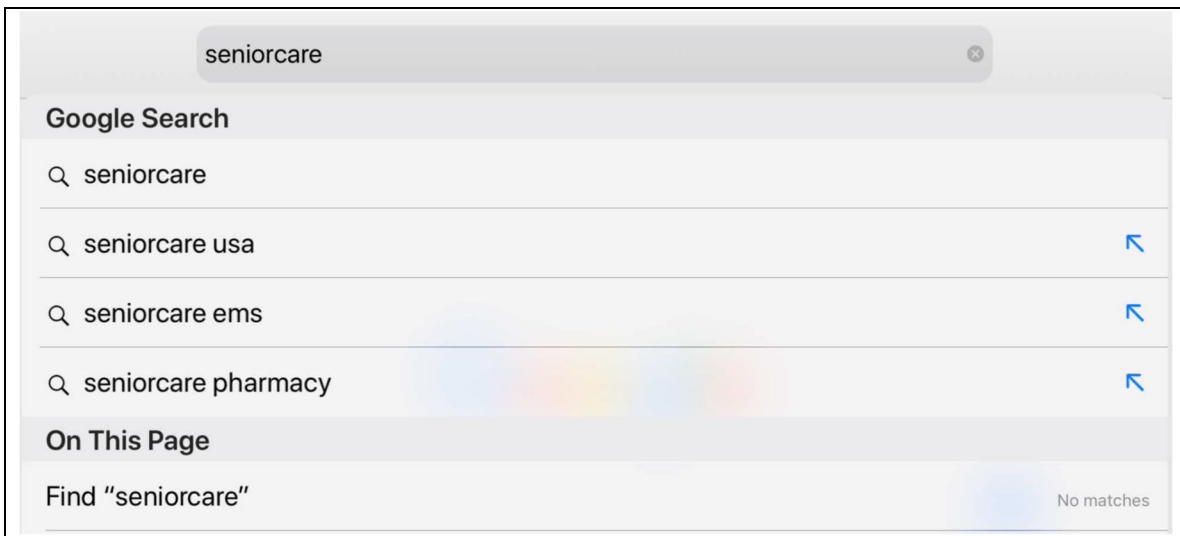 seniorcare
Google Search
seniorcare
seniorcare usa
seniorcare ems
seniorcare pharmacy
On This Page
Find “seniorcare”
No matches